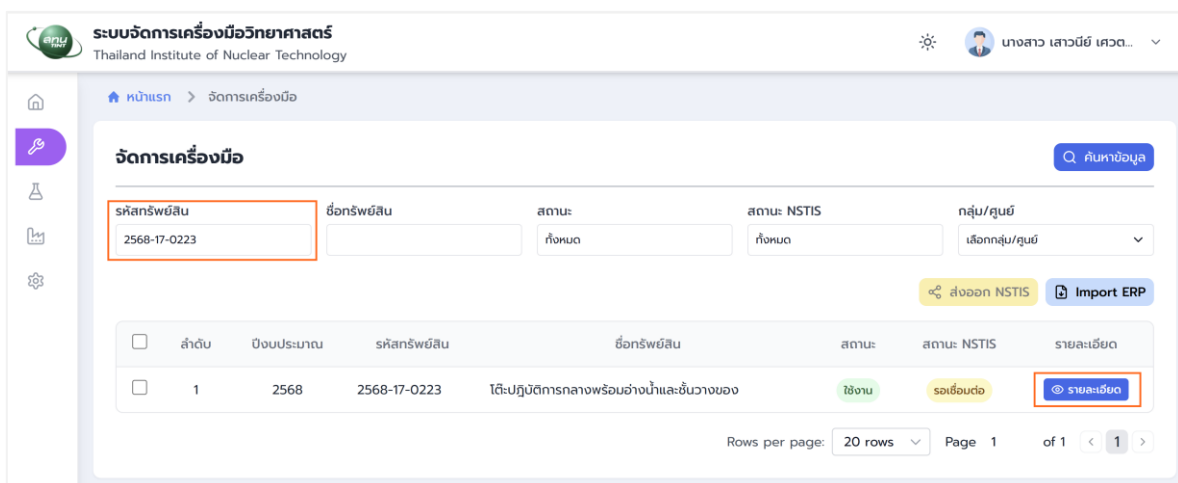 สทน
TINT
ระบบจัดการเครื่องมือวิทยาศาสตร์
Thailand Institute of Nuclear Technology
นางสาว เสาวนีย์ เศวต...
หน้าแรก > จัดการเครื่องมือ
จัดการเครื่องมือ
ค้นหาข้อมูล
รหัสทรัพย์สิน ชื่อทรัพย์สิน สถานะ สถานะ NSTIS กลุ่ม/ศูนย์
2568-17-0223 ทั้งหมด ทั้งหมด เลือกกลุ่ม/ศูนย์
ส่งออก NSTIS Import ERP
ลำดับ ปีงบประมาณ รหัสทรัพย์สิน ชื่อทรัพย์สิน สถานะ สถานะ NSTIS รายละเอียด
1 2568 2568-17-0223 โต๊ะปฏิบัติการกลางพร้อมอ่างน้ำและชั้นวางของ ใช้งาน รอเชื่อมต่อ รายละเอียด
Rows per page: 20 rows Page 1 of 1 < 1 >